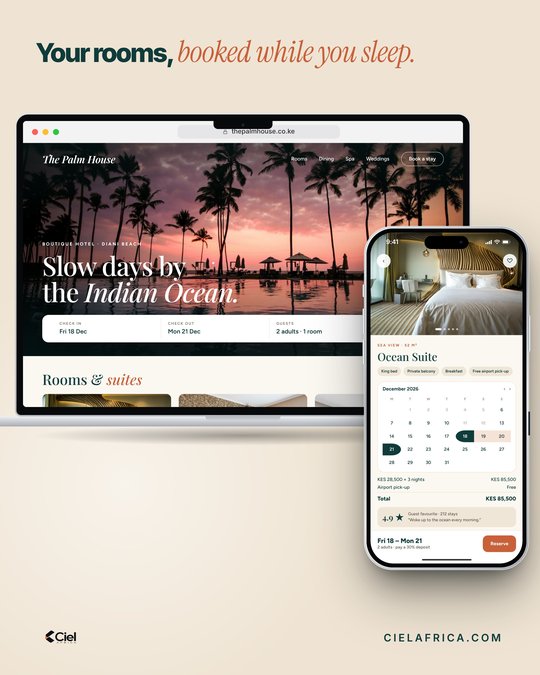 Your rooms, booked while you sleep.
thepalmhouse.co.ke
The Palm House
Rooms Dining Spa Weddings Book a stay
BOUTIQUE HOTEL · DIANI BEACH
Slow days by
the Indian Ocean.
CHECK IN CHECK OUT GUESTS
Fri 18 Dec Mon 21 Dec 2 adults · 1 room
Rooms & suites
9:41
SEA VIEW · 52 M²
Ocean Suite
King bed Private balcony Breakfast Free airport pick-up
December 2026
M T W T F S S
1 2 3 4 5 6
7 8 9 10 11 12 13
14 15 16 17 18 19 20
21 22 23 24 25 26 27
28 29 30 31
KES 28,500 × 3 nights KES 85,500
Airport pick-up Free
Total KES 85,500
4.9 ★ Guest favourite · 212 stays
"Woke up to the ocean every morning."
Fri 18 – Mon 21
2 adults · pay a 30% deposit
Reserve
Ciel
CIELAFRICA.COM